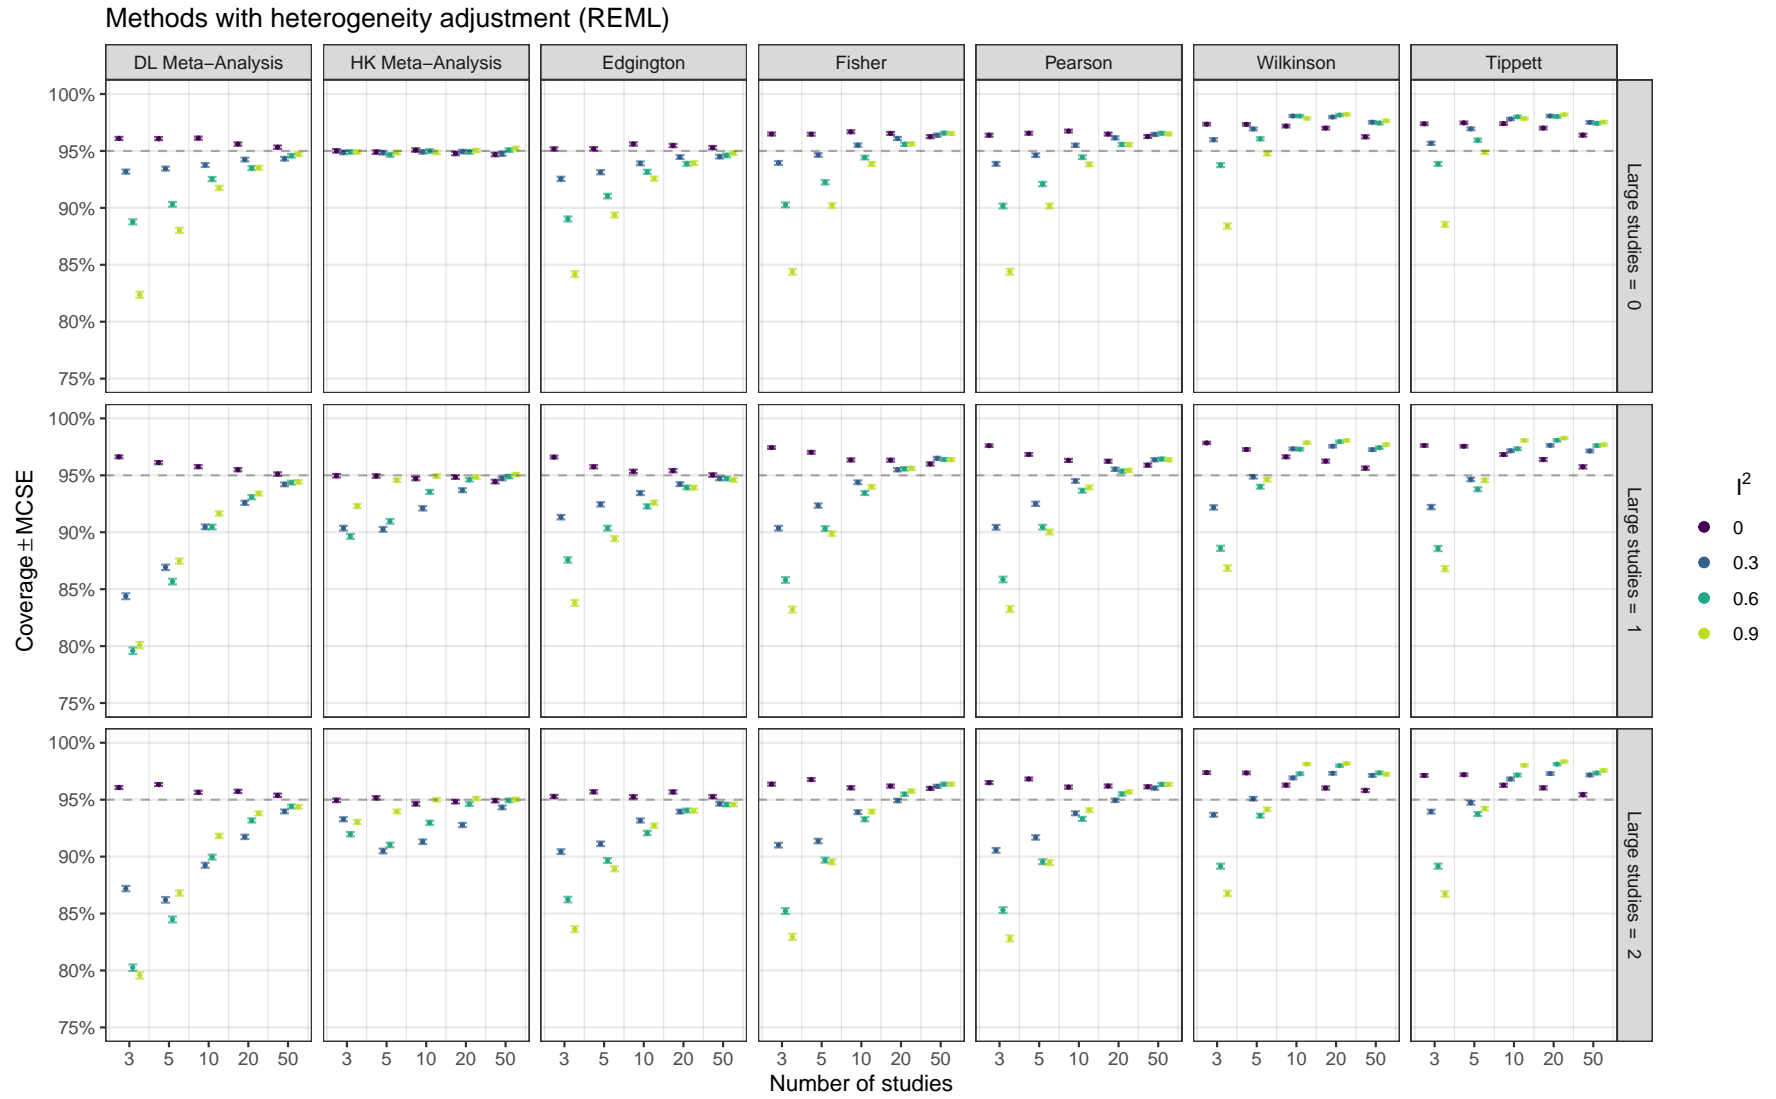 Methods with heterogeneity adjustment (REML)
DL Meta−Analysis HK Meta−Analysis Edgington Fisher Pearson Wilkinson Tippett
100%
95%
90%
85%
80%
75%
Large studies = 0
100%
95%
90%
85%
80%
75%
Large studies = 1
100%
95%
90%
85%
80%
75%
Large studies = 2
Coverage ± MCSE
3 5 10 20 50 3 5 10 20 50 3 5 10 20 50 3 5 10 20 50 3 5 10 20 50 3 5 10 20 50 3 5 10 20 50
Number of studies
I²
0
0.3
0.6
0.9